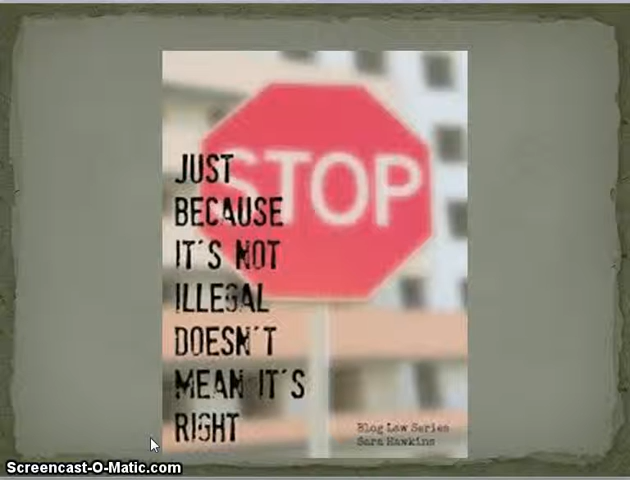 STOP
JUST
BECAUSE
IT'S NOT
ILLEGAL
DOESN'T
MEAN IT'S
RIGHT
Blog Law Series
Sara Hawkins
Screencast-O-Matic.com